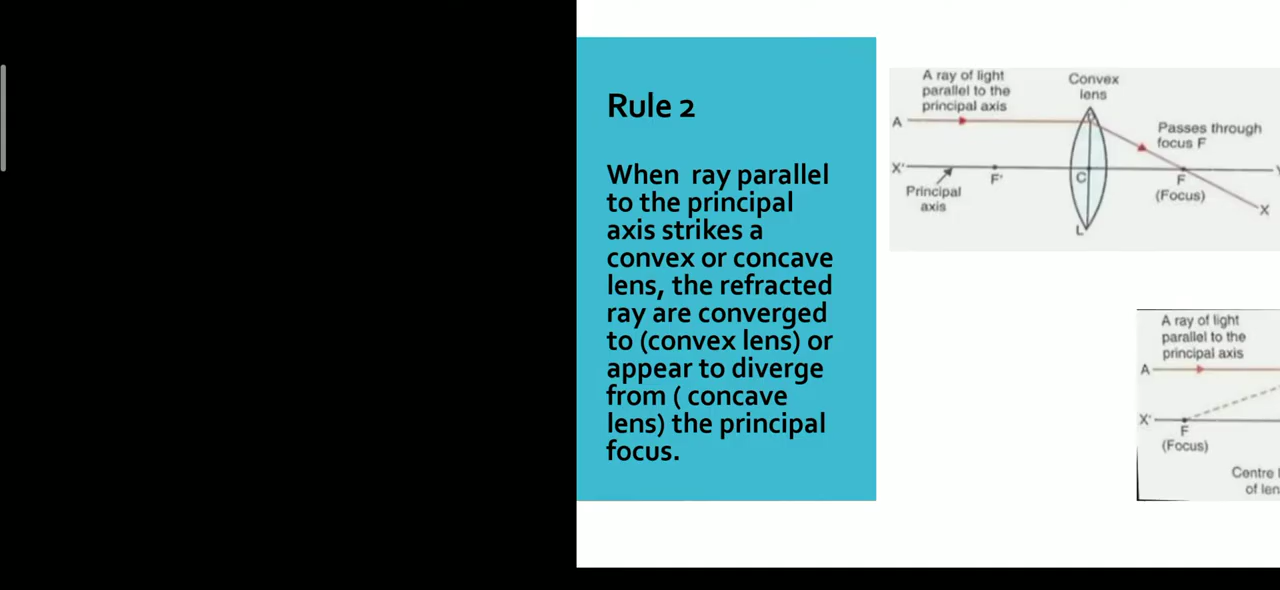 Rule 2
When ray parallel
to the principal
axis strikes a
convex or concave
lens, the refracted
ray are converged
to (convex lens) or
appear to diverge
from ( concave
lens) the principal
focus.
A ray of light
parallel to the
principal axis
Convex
lens
A
Passes through
focus F
X'
F'
C
F
(Focus)
Principal
axis
X
L
A ray of light
parallel to the
principal axis
A
X'
F
(Focus)
Centre
of len